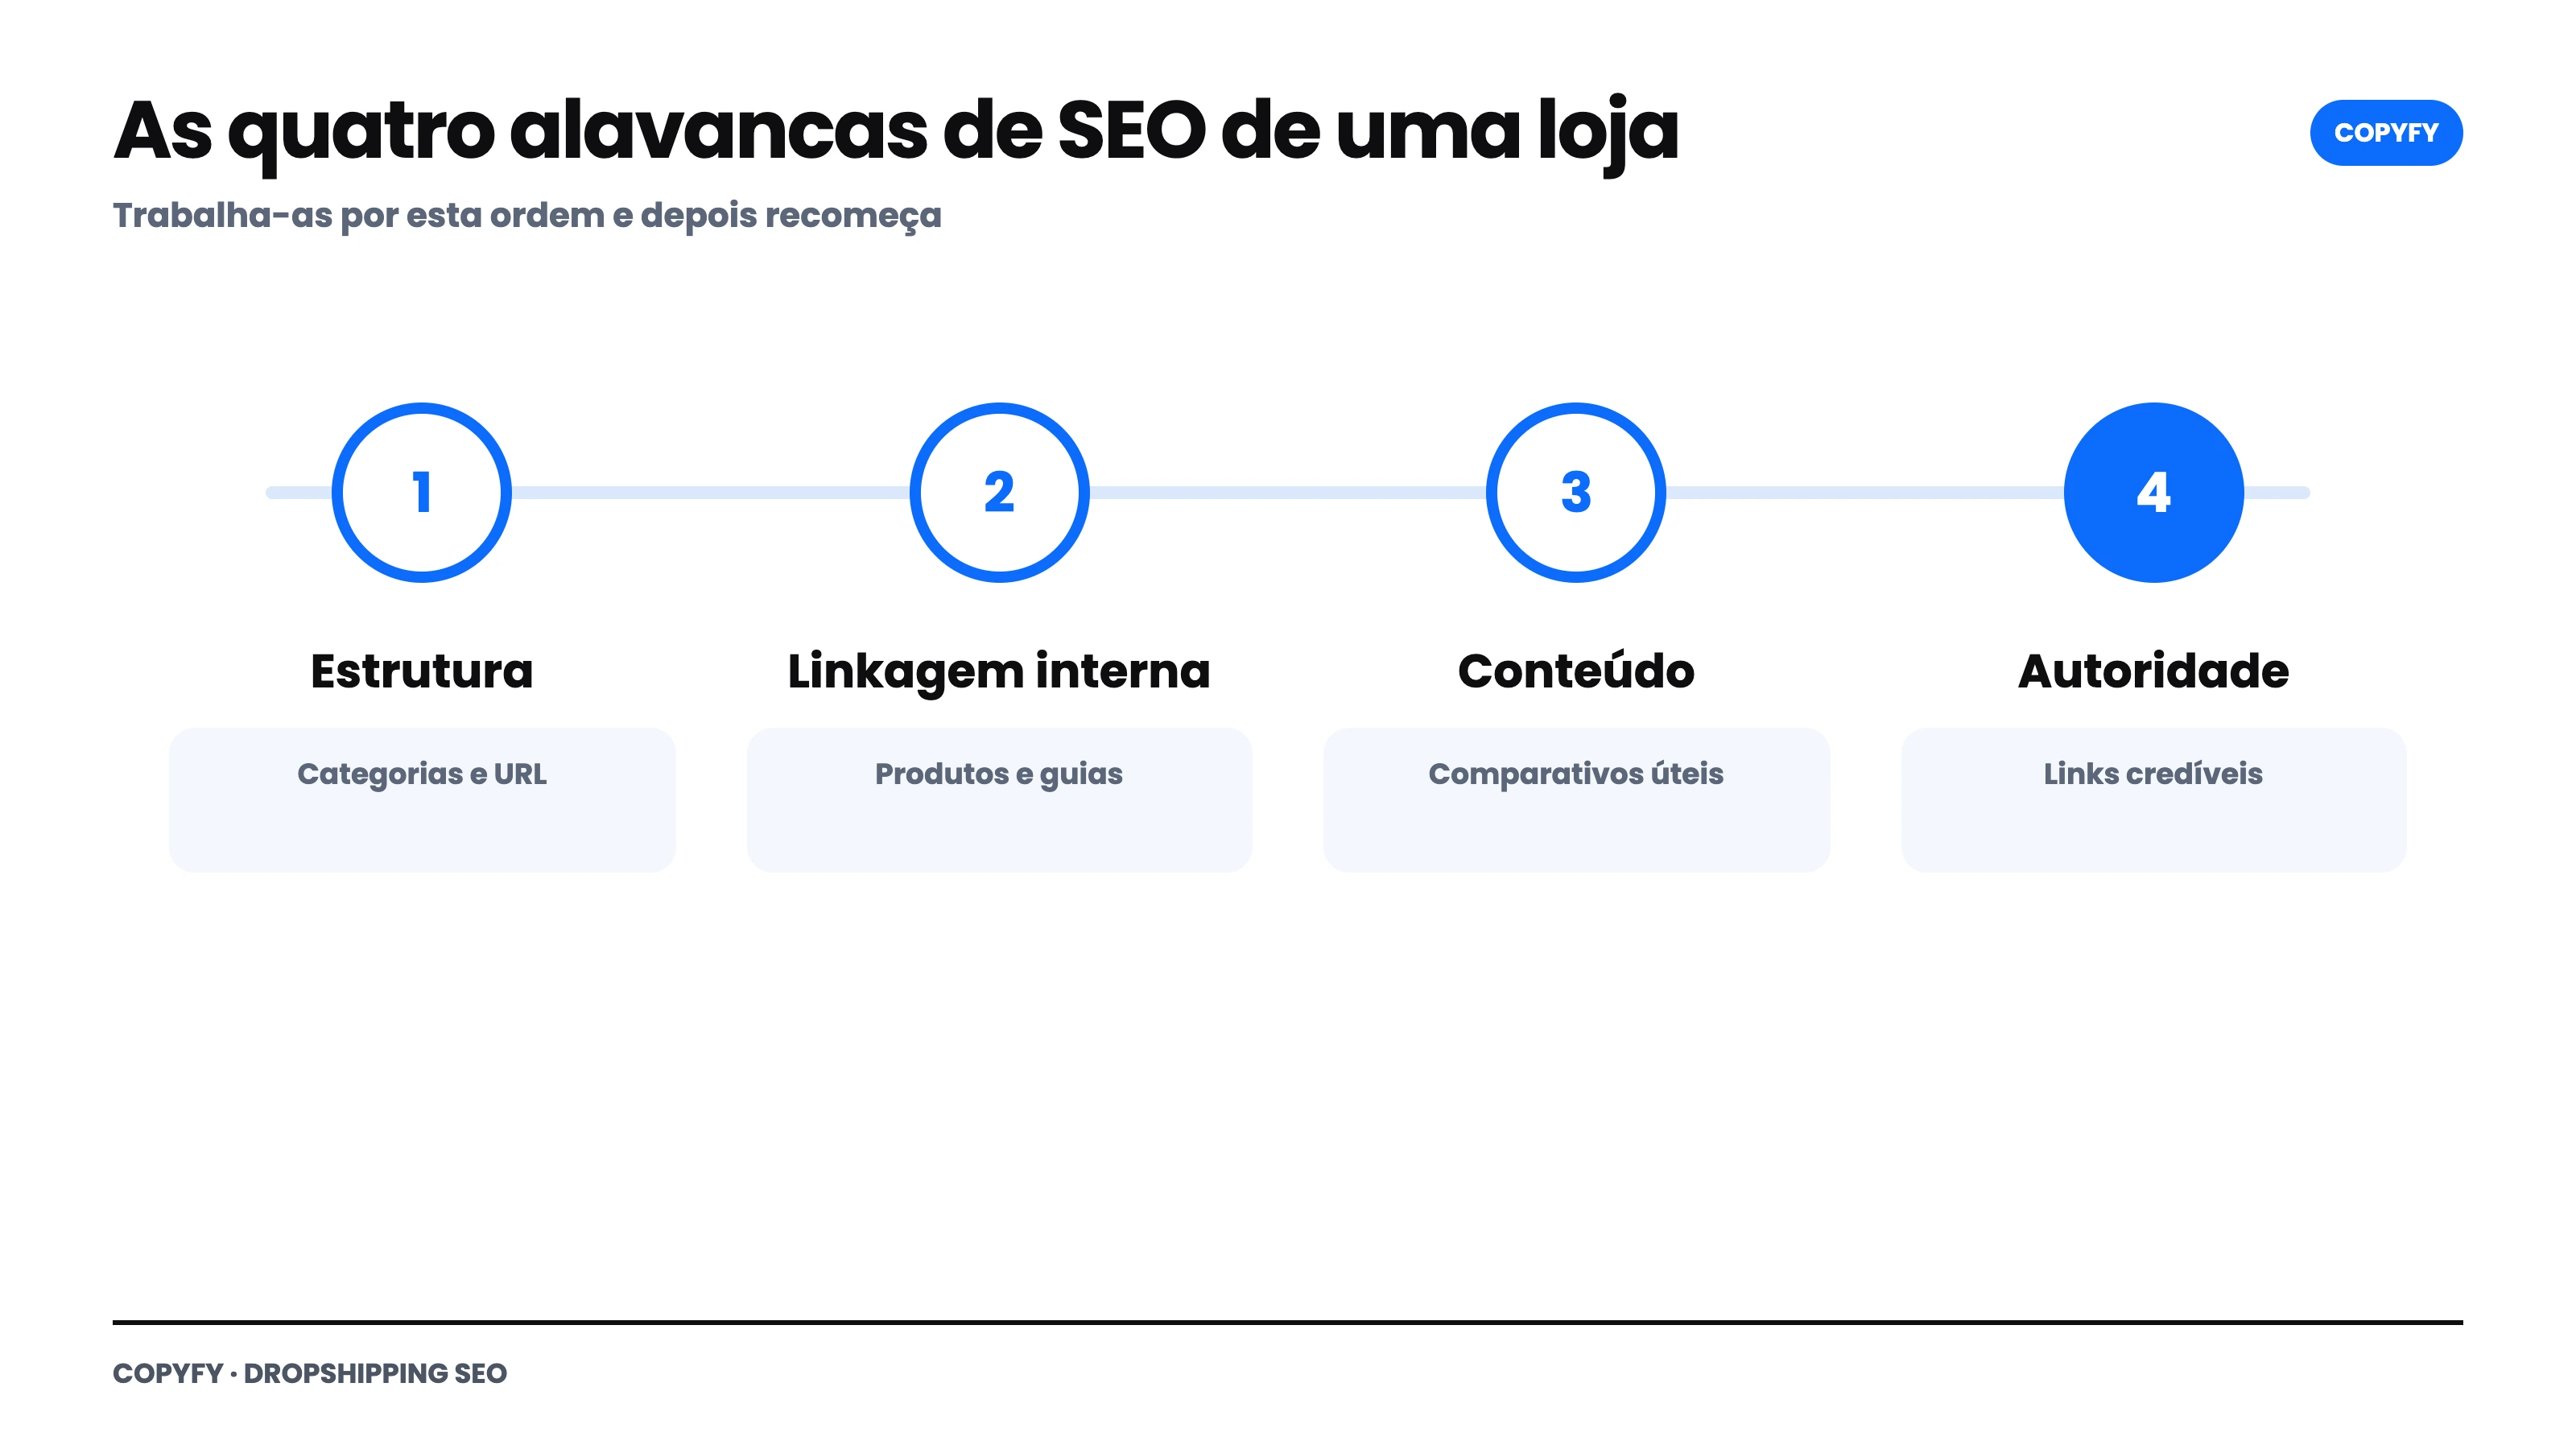 As quatro alavancas de SEO de uma loja
COPYFY
Trabalha-as por esta ordem e depois recomeça
1
2
3
4
Estrutura
Linkagem interna
Conteúdo
Autoridade
Categorias e URL
Produtos e guias
Comparativos úteis
Links credíveis
COPYFY · DROPSHIPPING SEO